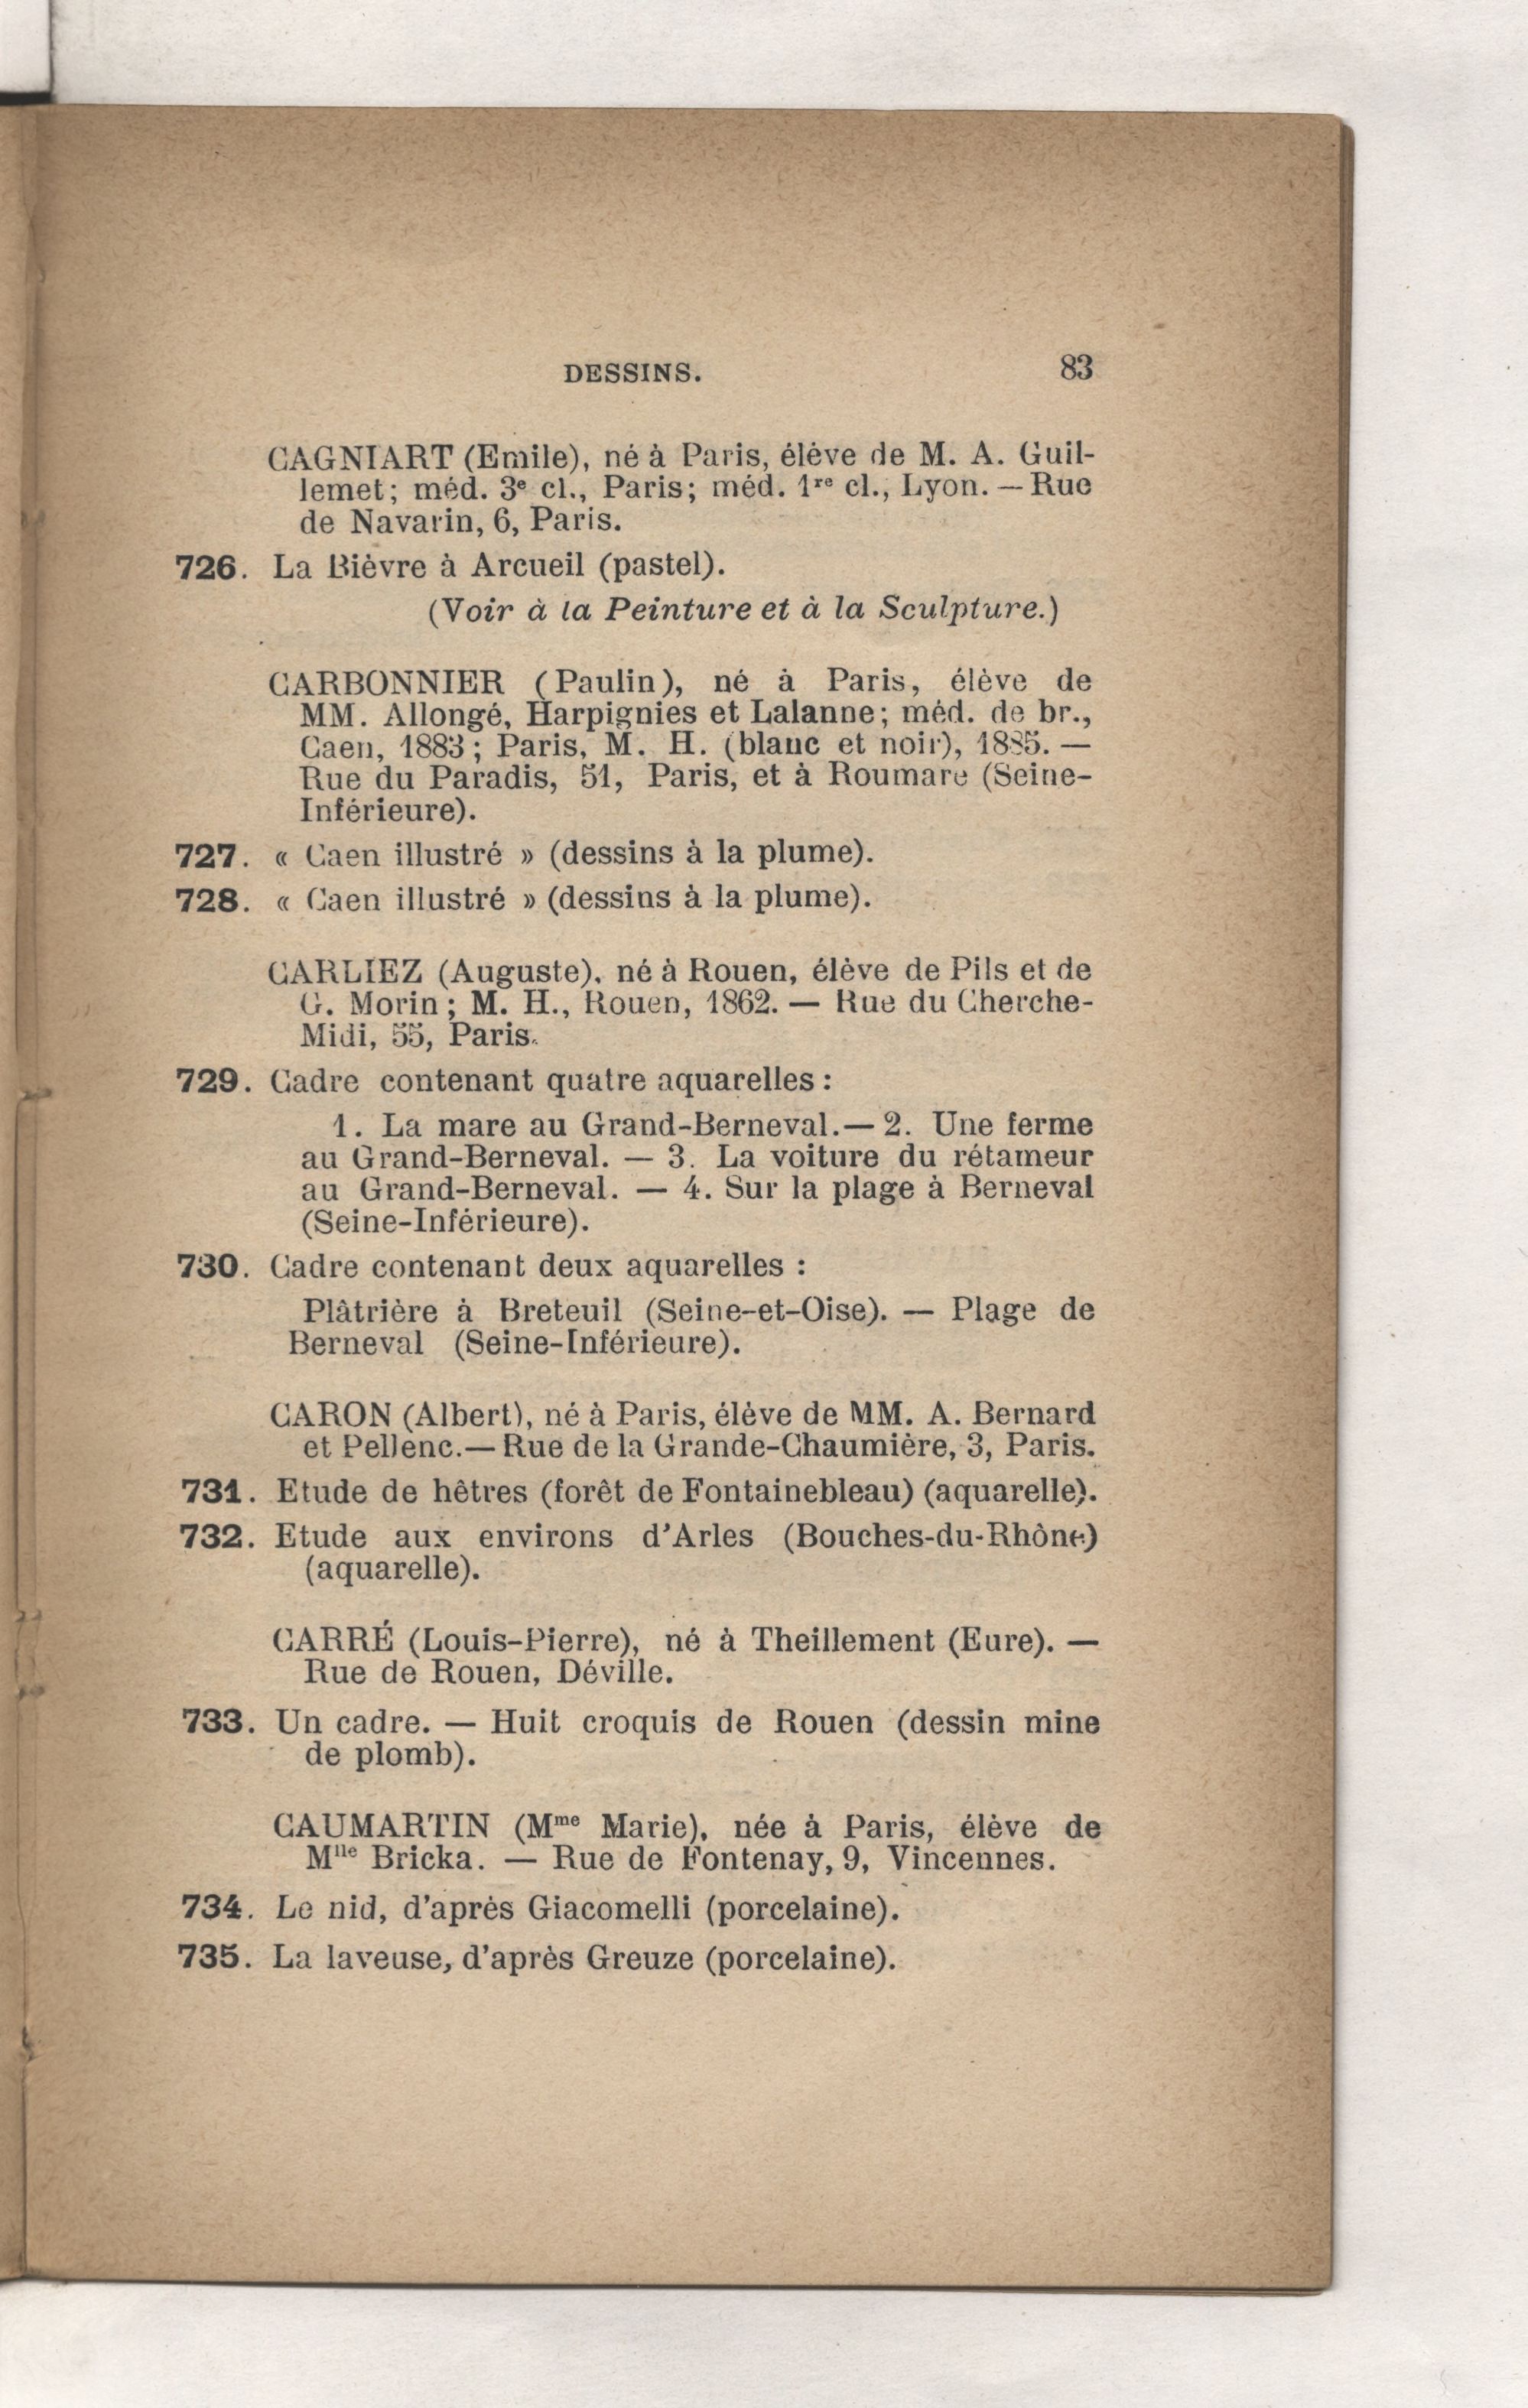 DESSINS. 83
CAGNIART (Emile), né à Paris, élève de M. A. Guil-
lemet; méd. 3e cl., Paris; méd. 1re cl., Lyon. — Rue
de Navarin, 6, Paris.
726. La Bièvre à Arcueil (pastel).
(Voir à la Peinture et à la Sculpture.)
CARBONNIER (Paulin), né à Paris, élève de
MM. Allongé, Harpignies et Lalanne; méd. de br.,
Caen, 1883; Paris, M. H. (blanc et noir), 1885. —
Rue du Paradis, 51, Paris, et à Roumare (Seine-
Inférieure).
727. « Caen illustré » (dessins à la plume).
728. « Caen illustré » (dessins à la plume).
CARLIEZ (Auguste), né à Rouen, élève de Pils et de
G. Morin; M. H., Rouen, 1862. — Rue du Cherche-
Midi, 55, Paris.
729. Cadre contenant quatre aquarelles :
1. La mare au Grand-Berneval. — 2. Une ferme
au Grand-Berneval. — 3. La voiture du rétameur
au Grand-Berneval. — 4. Sur la plage à Berneval
(Seine-Inférieure).
730. Cadre contenant deux aquarelles :
Plâtrière à Breteuil (Seine-et-Oise). — Plage de
Berneval (Seine-Inférieure).
CARON (Albert), né à Paris, élève de MM. A. Bernard
et Pellenc. — Rue de la Grande-Chaumière, 3, Paris.
731. Etude de hêtres (forêt de Fontainebleau) (aquarelle).
732. Etude aux environs d'Arles (Bouches-du-Rhône)
(aquarelle).
CARRÉ (Louis-Pierre), né à Theillement (Eure). —
Rue de Rouen, Déville.
733. Un cadre. — Huit croquis de Rouen (dessin mine
de plomb).
CAUMARTIN (Mme Marie), née à Paris, élève de
Mlle Bricka. — Rue de Fontenay, 9, Vincennes.
734. Le nid, d'après Giacomelli (porcelaine).
735. La laveuse, d'après Greuze (porcelaine).